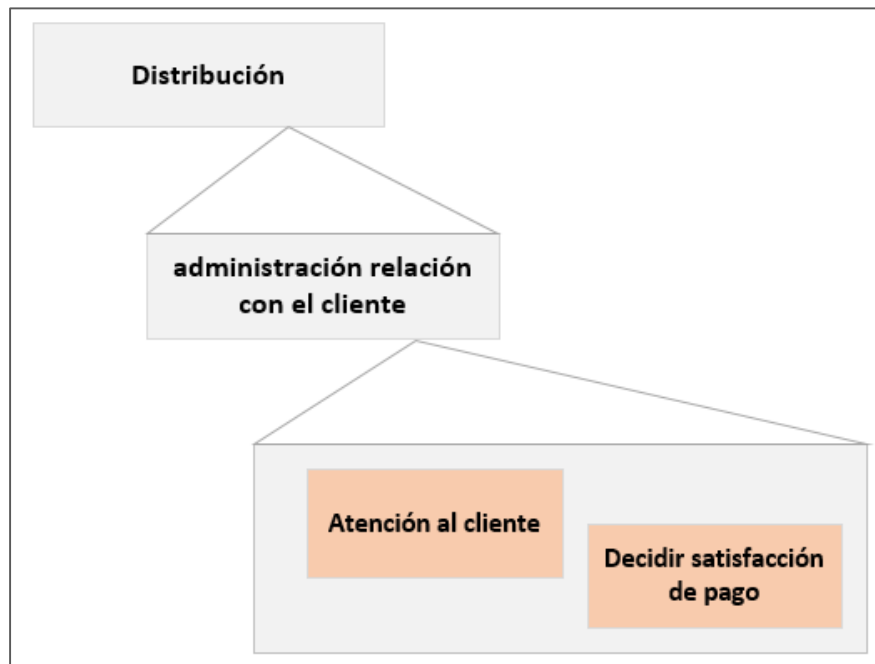 Distribución
administración relación
con el cliente
Atención al cliente
Decidir satisfacción
de pago